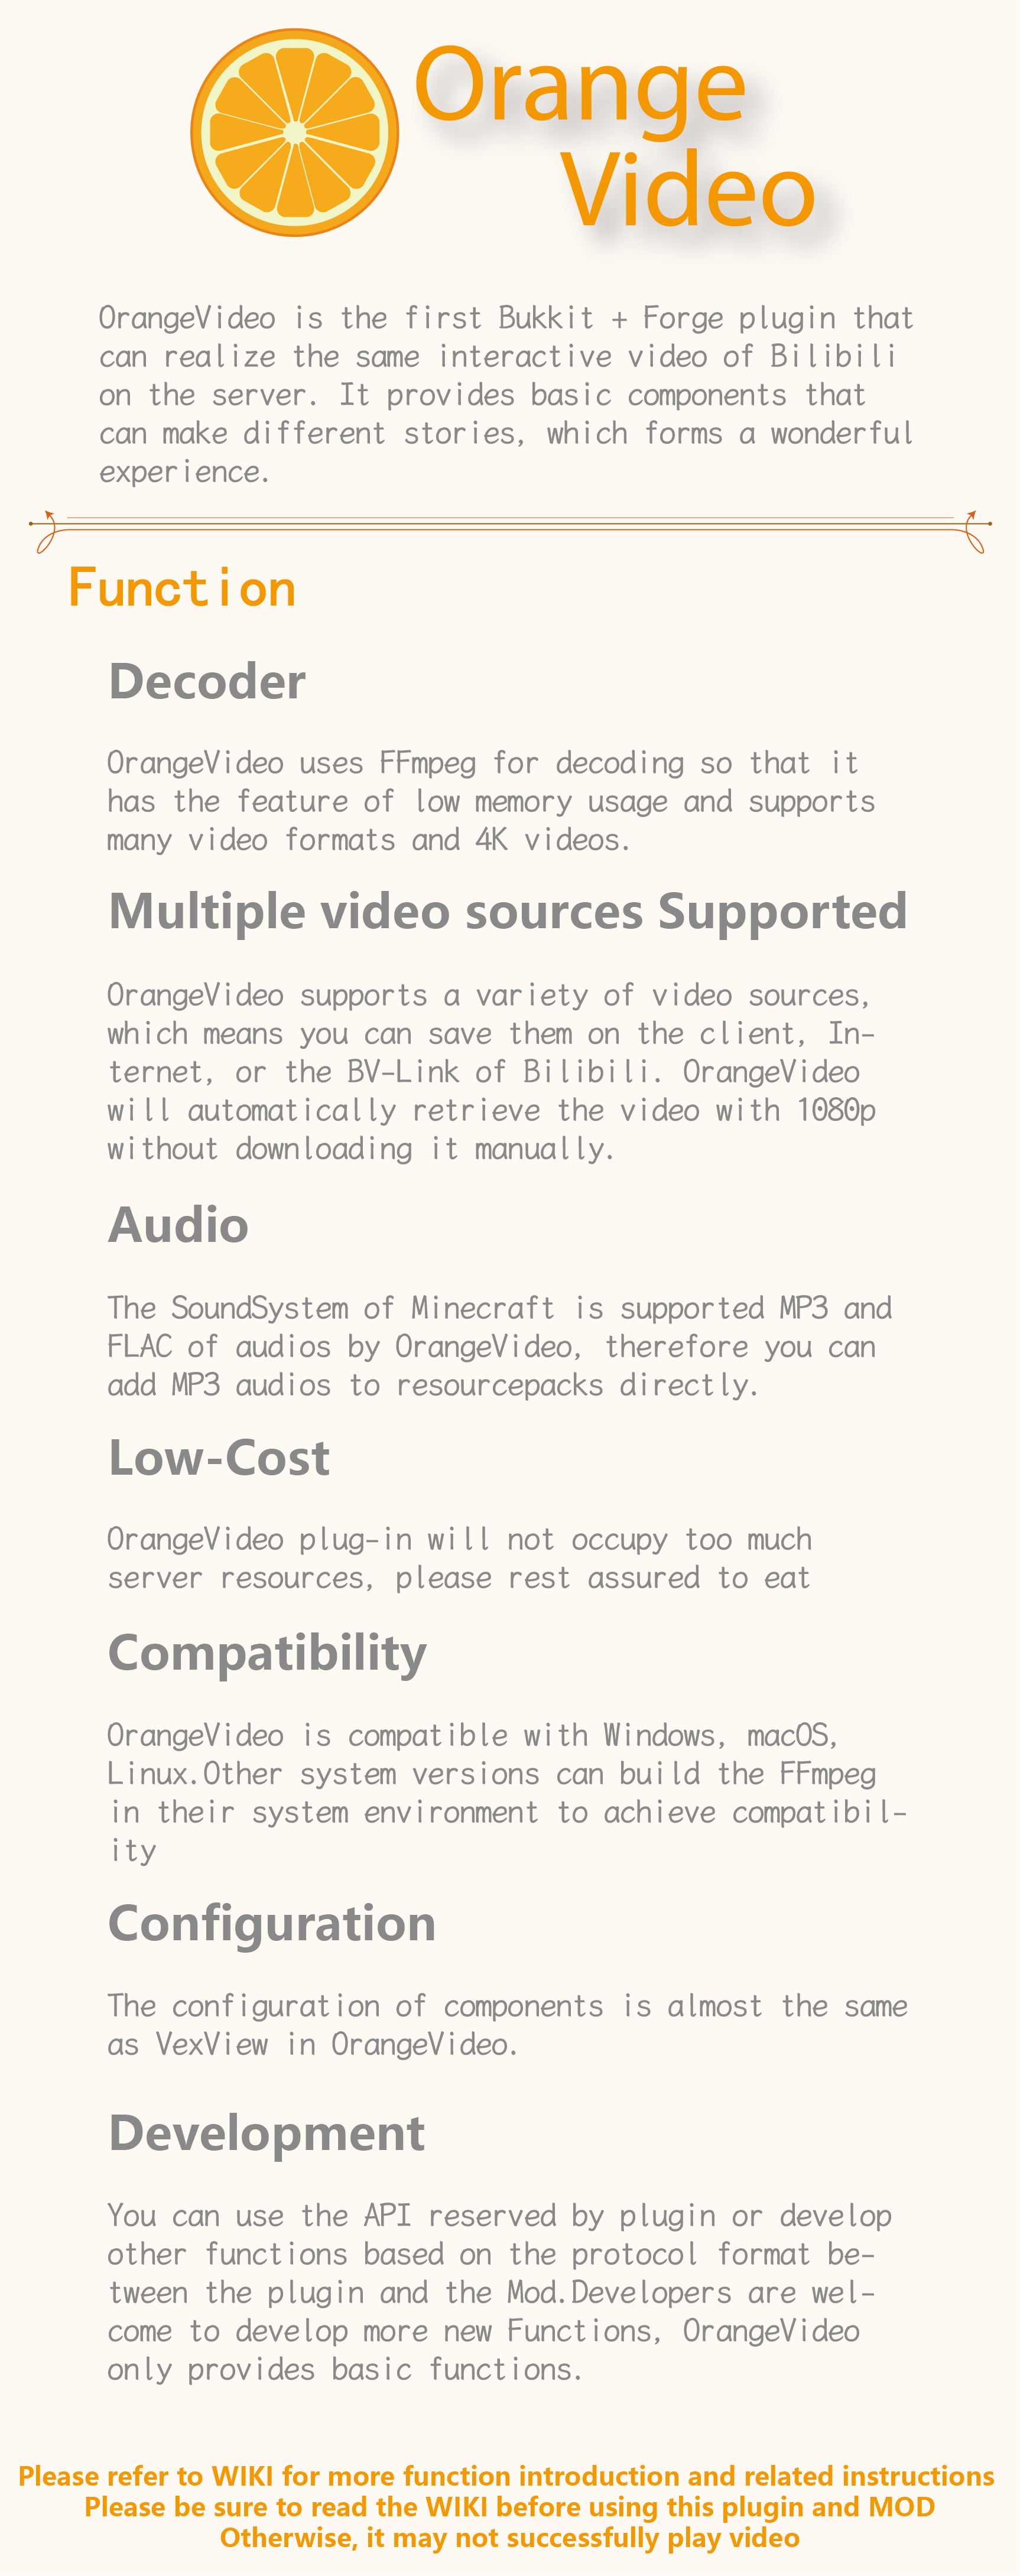 Orange
Video
OrangeVideo is the first Bukkit + Forge plugin that
can realize the same interactive video of Bilibili
on the server. It provides basic components that
can make different stories, which forms a wonderful
experience.
Function
Decoder
OrangeVideo uses FFmpeg for decoding so that it
has the feature of low memory usage and supports
many video formats and 4K videos.
Multiple video sources Supported
OrangeVideo supports a variety of video sources,
which means you can save them on the client, In-
ternet, or the BV-Link of Bilibili. OrangeVideo
will automatically retrieve the video with 1080p
without downloading it manually.
Audio
The SoundSystem of Minecraft is supported MP3 and
FLAC of audios by OrangeVideo, therefore you can
add MP3 audios to resourcepacks directly.
Low-Cost
OrangeVideo plug-in will not occupy too much
server resources, please rest assured to eat
Compatibility
OrangeVideo is compatible with Windows, macOS,
Linux.Other system versions can build the FFmpeg
in their system environment to achieve compatibil-
ity
Configuration
The configuration of components is almost the same
as VexView in OrangeVideo.
Development
You can use the API reserved by plugin or develop
other functions based on the protocol format be-
tween the plugin and the Mod.Developers are wel-
come to develop more new Functions, OrangeVideo
only provides basic functions.
Please refer to WIKI for more function introduction and related instructions
Please be sure to read the WIKI before using this plugin and MOD
Otherwise, it may not successfully play video